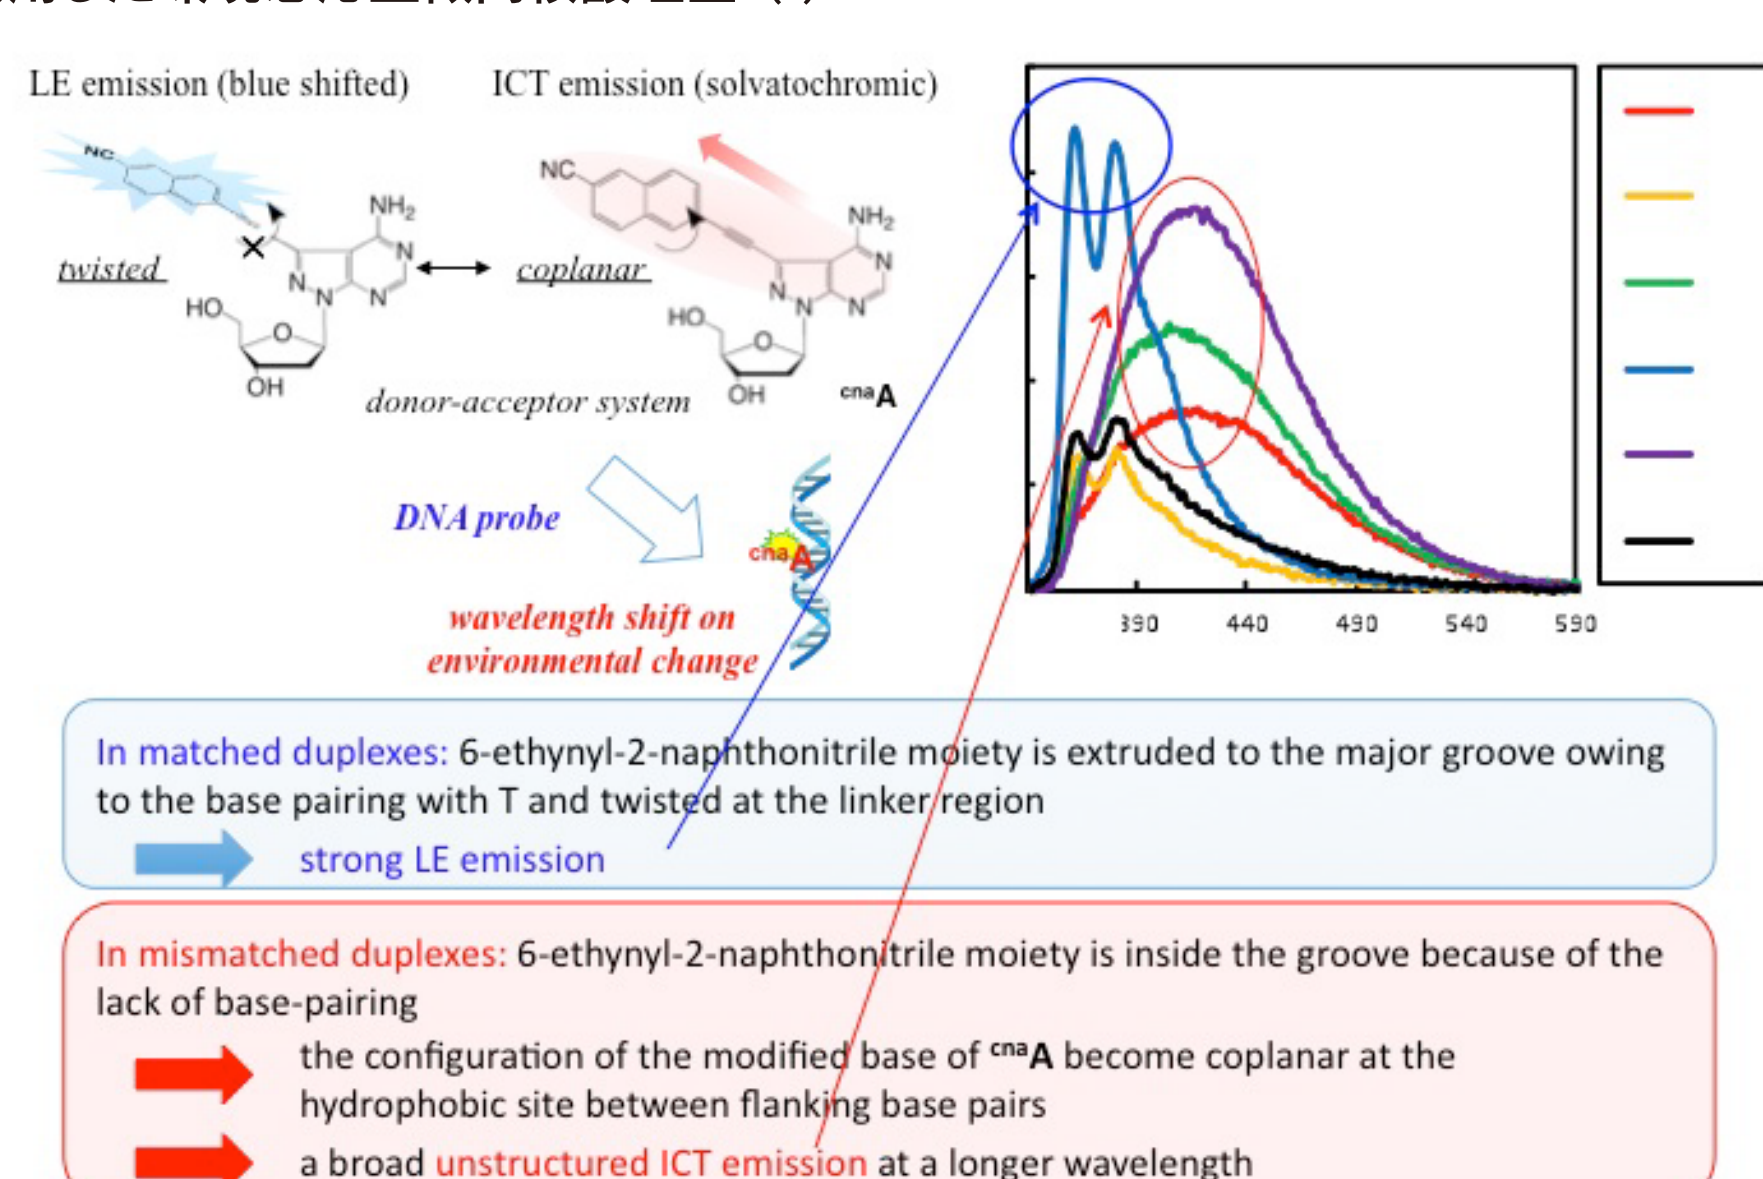 LE emission (blue shifted)
ICT emission (solvatochromic)
NC
NH2
N
N
N
N
twisted
HO
O
OH
NC
NH2
N
N
N
N
coplanar
HO
O
OH
donor-acceptor system
cnaA
DNA probe
cnaA
wavelength shift on
environmental change
390
440
490
540
590
In matched duplexes: 6-ethynyl-2-naphthonitrile moiety is extruded to the major groove owing
to the base pairing with T and twisted at the linker region
strong LE emission
In mismatched duplexes: 6-ethynyl-2-naphthonitrile moiety is inside the groove because of the
lack of base-pairing
the configuration of the modified base of cnaA become coplanar at the
hydrophobic site between flanking base pairs
a broad unstructured ICT emission at a longer wavelength